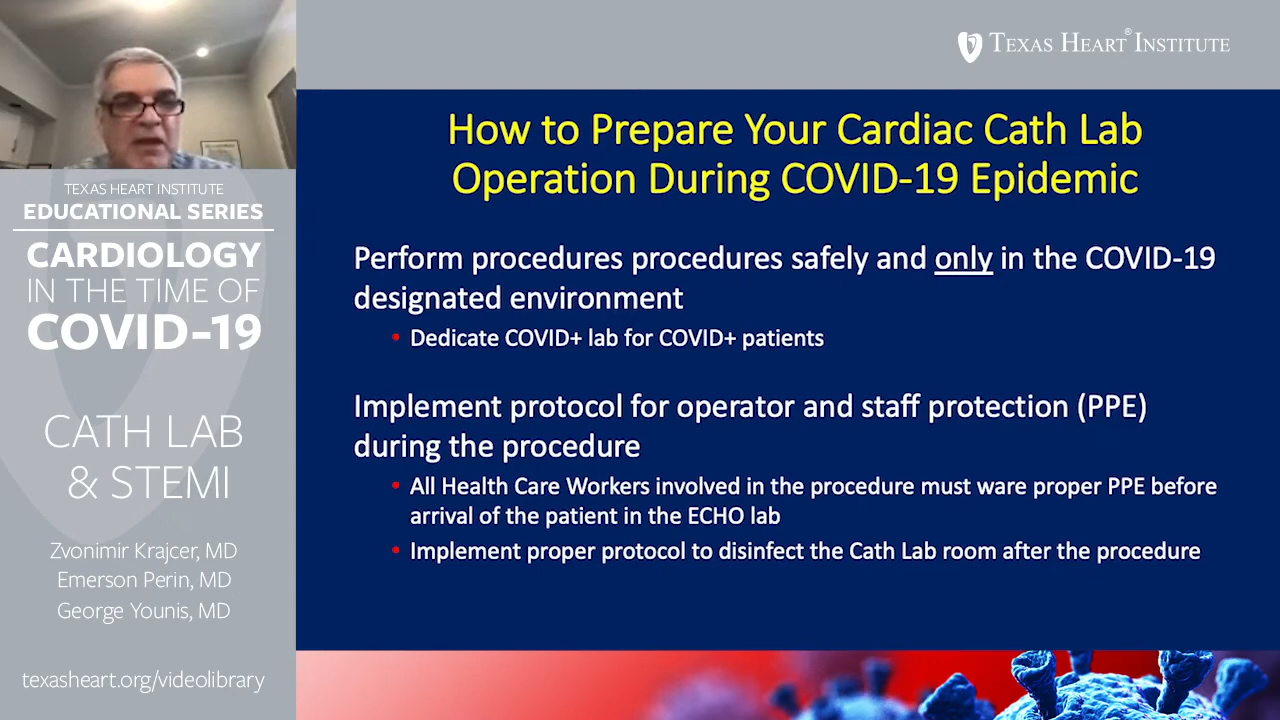 TEXAS HEART® INSTITUTE
TEXAS HEART INSTITUTE
EDUCATIONAL SERIES
CARDIOLOGY
IN THE TIME OF
COVID-19
CATH LAB
& STEMI
Zvonimir Krajcer, MD
Emerson Perin, MD
George Younis, MD
texasheart.org/videolibrary
How to Prepare Your Cardiac Cath Lab
Operation During COVID-19 Epidemic
Perform procedures procedures safely and only in the COVID-19
designated environment
• Dedicate COVID+ lab for COVID+ patients
Implement protocol for operator and staff protection (PPE)
during the procedure
• All Health Care Workers involved in the procedure must ware proper PPE before
arrival of the patient in the ECHO lab
• Implement proper protocol to disinfect the Cath Lab room after the procedure